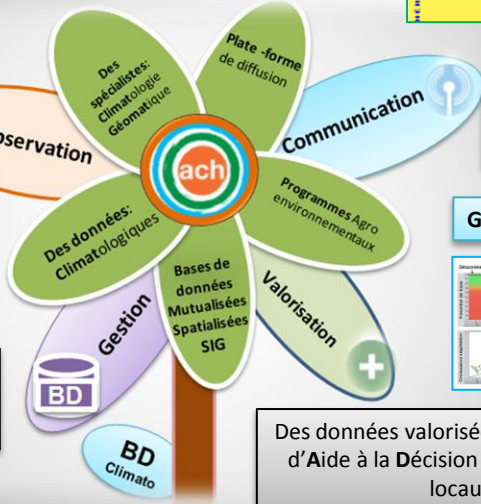 Des
spécialistes:
Climatologie
Géomatique
Plate -forme
de diffusion
servation
Communication
ach
Programmes Agro
environnementaux
Des données:
Climatologiques
Bases de
données
Mutualisées
Spatialisées
SIG
Valorisation
Gestion
BD
BD
Climato
G
Des données valorisé
d'Aide à la Décision
locau